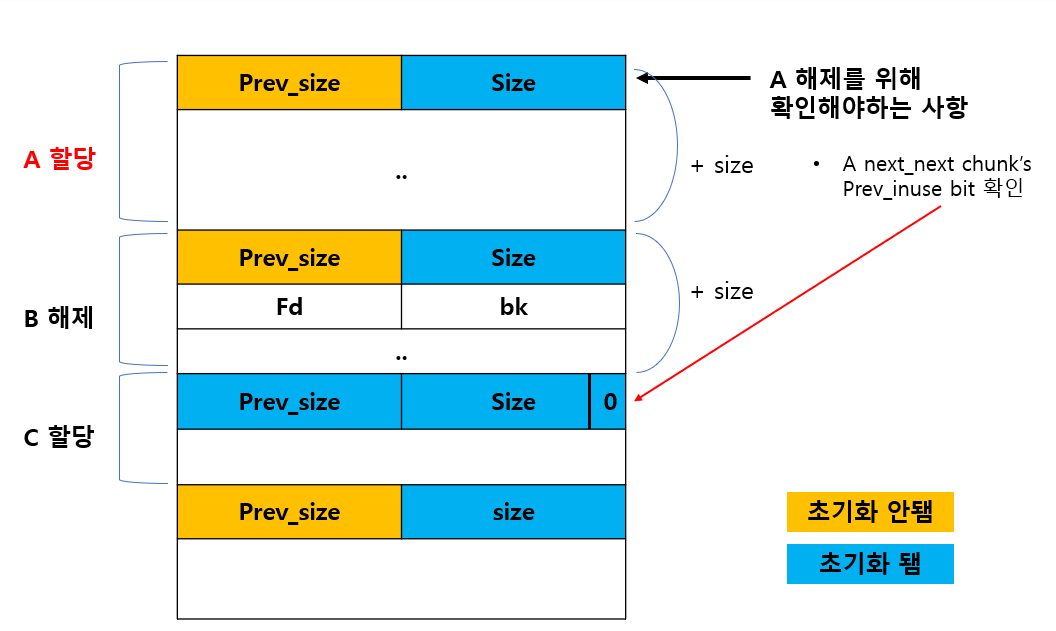 Prev_size Size
A 해제를 위해
확인해야하는 사항
A 할당
..
+ size
• A next_next chunk's
Prev_inuse bit 확인
Prev_size Size
B 해제
Fd bk
+ size
..
Prev_size Size 0
C 할당
Prev_size size
초기화 안됌
초기화 됌